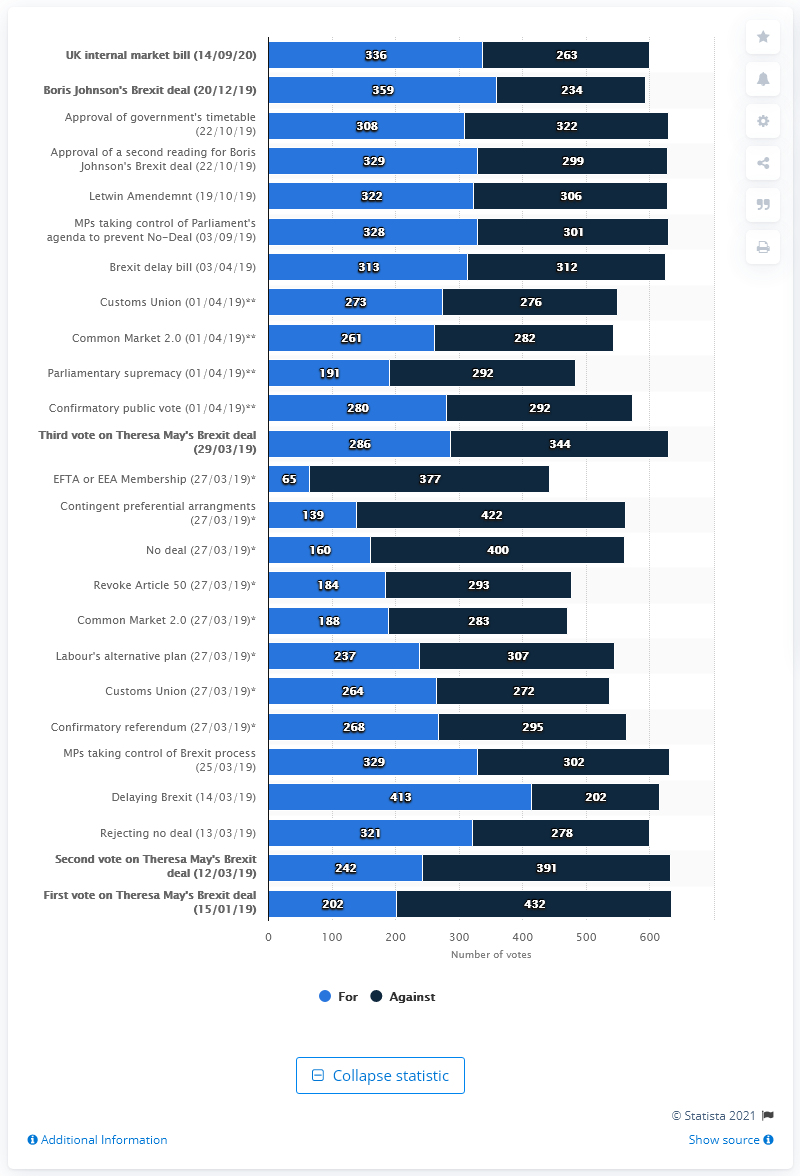 UK internal market bill (14/09/20)
336
263
Boris Johnson's Brexit deal (20/12/19)
359
234
Approval of government's timetable
(22/10/19)
308
322
Approval of a second reading for Boris
Johnson's Brexit deal (22/10/19)
329
299
Letwin Amendemnt (19/10/19)
322
306
MPs taking control of Parliament's
agenda to prevent No-Deal (03/09/19)
328
301
Brexit delay bill (03/04/19)
313
312
Customs Union (01/04/19)**
273
276
Common Market 2.0 (01/04/19)**
261
282
Parliamentary supremacy (01/04/19)**
191
292
Confirmatory public vote (01/04/19)**
280
292
Third vote on Theresa May's Brexit deal
(29/03/19)
286
344
EFTA or EEA Membership (27/03/19)*
65
377
Contingent preferential arrangments
(27/03/19)*
139
422
No deal (27/03/19)*
160
400
Revoke Article 50 (27/03/19)*
184
293
Common Market 2.0 (27/03/19)*
188
283
Labour's alternative plan (27/03/19)*
237
307
Customs Union (27/03/19)*
264
272
Confirmatory referendum (27/03/19)*
268
295
MPs taking control of Brexit process
(25/03/19)
329
302
Delaying Brexit (14/03/19)
413
202
Rejecting no deal (13/03/19)
321
278
Second vote on Theresa May's Brexit
deal (12/03/19)
242
391
First vote on Theresa May's Brexit deal
(15/01/19)
202
432
0 100 200 300 400 500 600
Number of votes
For Against
Collapse statistic
© Statista 2021
Additional Information
Show source